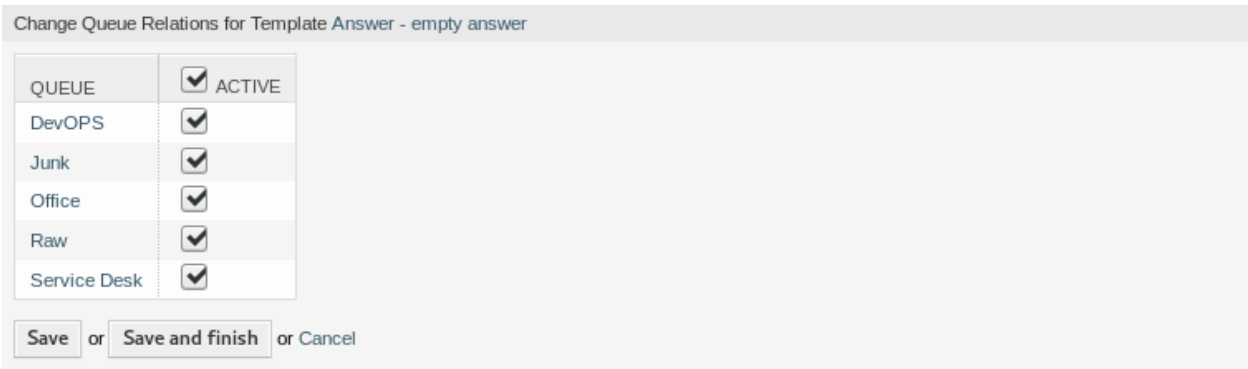 Change Queue Relations for Template Answer - empty answer
QUEUE ACTIVE
DevOPS
Junk
Office
Raw
Service Desk
Save or Save and finish or Cancel